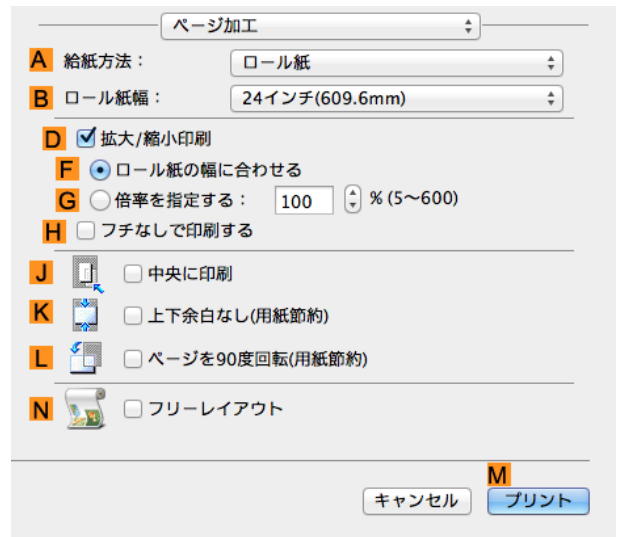 ページ加工
A 給紙方法： ロール紙
B ロール紙幅： 24インチ(609.6mm)
D 拡大/縮小印刷
F ロール紙の幅に合わせる
G 倍率を指定する： 100 % (5～600)
H フチなしで印刷する
J 中央に印刷
K 上下余白なし(用紙節約)
L ページを90度回転(用紙節約)
N フリーレイアウト
M
キャンセル プリント